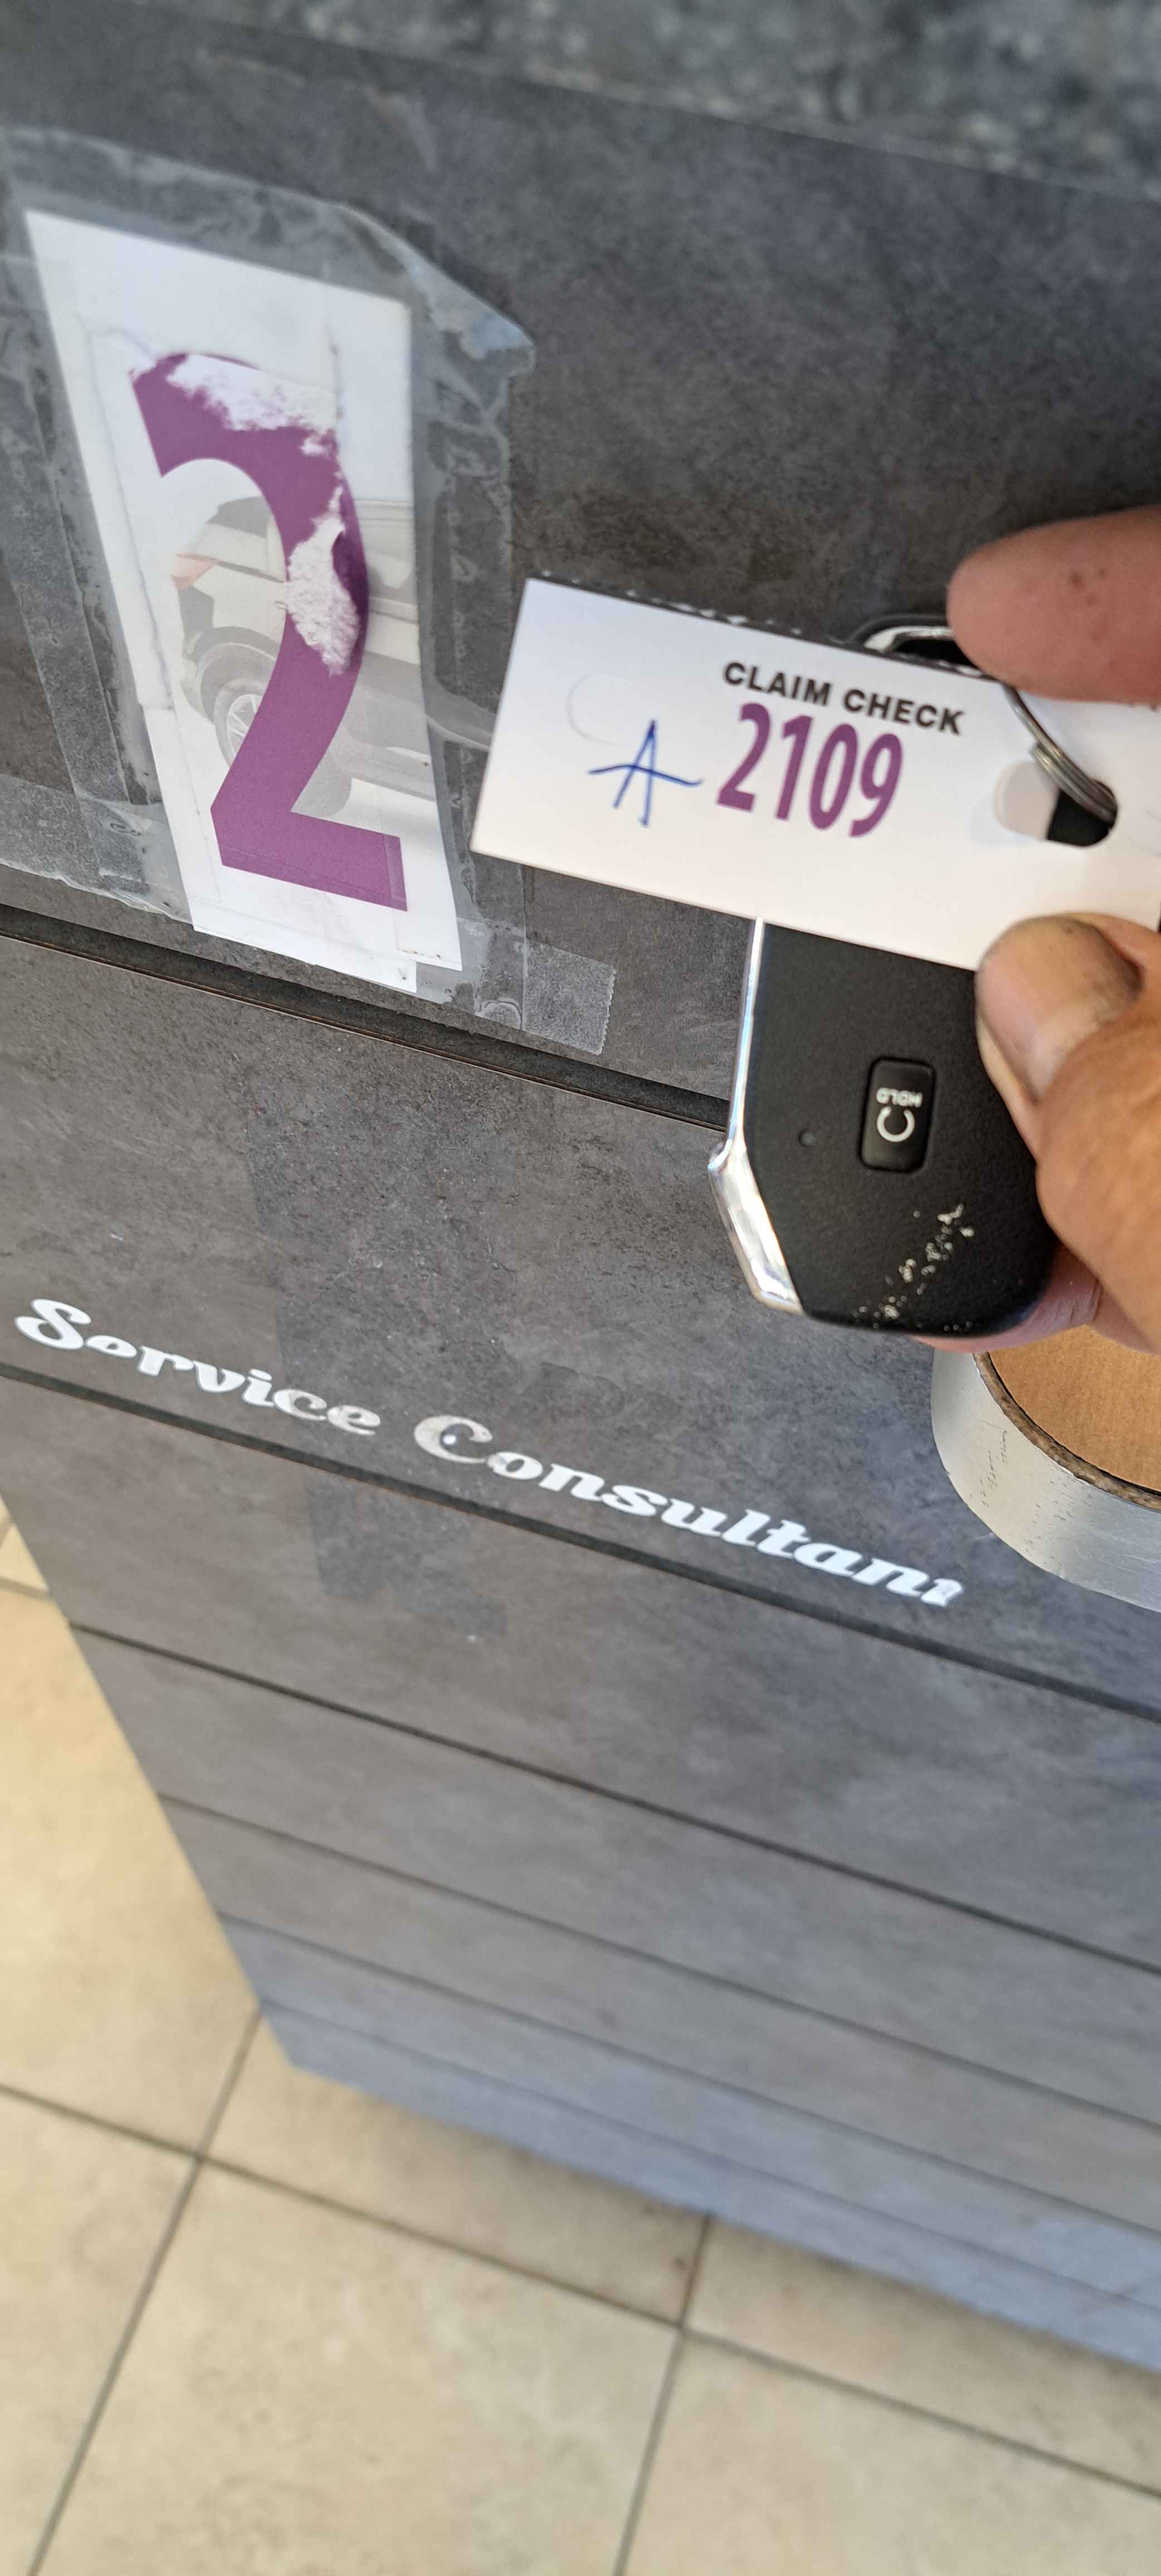 2
CLAIM CHECK
A 2109
HOLD
Service Consultant